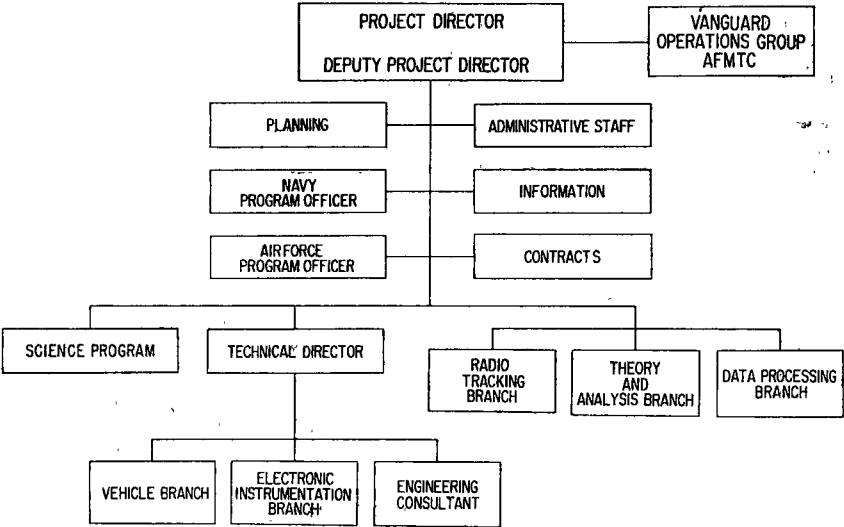 PROJECT DIRECTOR
DEPUTY PROJECT DIRECTOR
VANGUARD
OPERATIONS GROUP
AFMTC
PLANNING
ADMINISTRATIVE STAFF
NAVY
PROGRAM OFFICER
INFORMATION
AIR FORCE
PROGRAM OFFICER
CONTRACTS
SCIENCE PROGRAM
TECHNICAL DIRECTOR
RADIO
TRACKING
BRANCH
THEORY
AND
ANALYSIS BRANCH
DATA PROCESSING
BRANCH
VEHICLE BRANCH
ELECTRONIC
INSTRUMENTATION
BRANCH
ENGINEERING
CONSULTANT